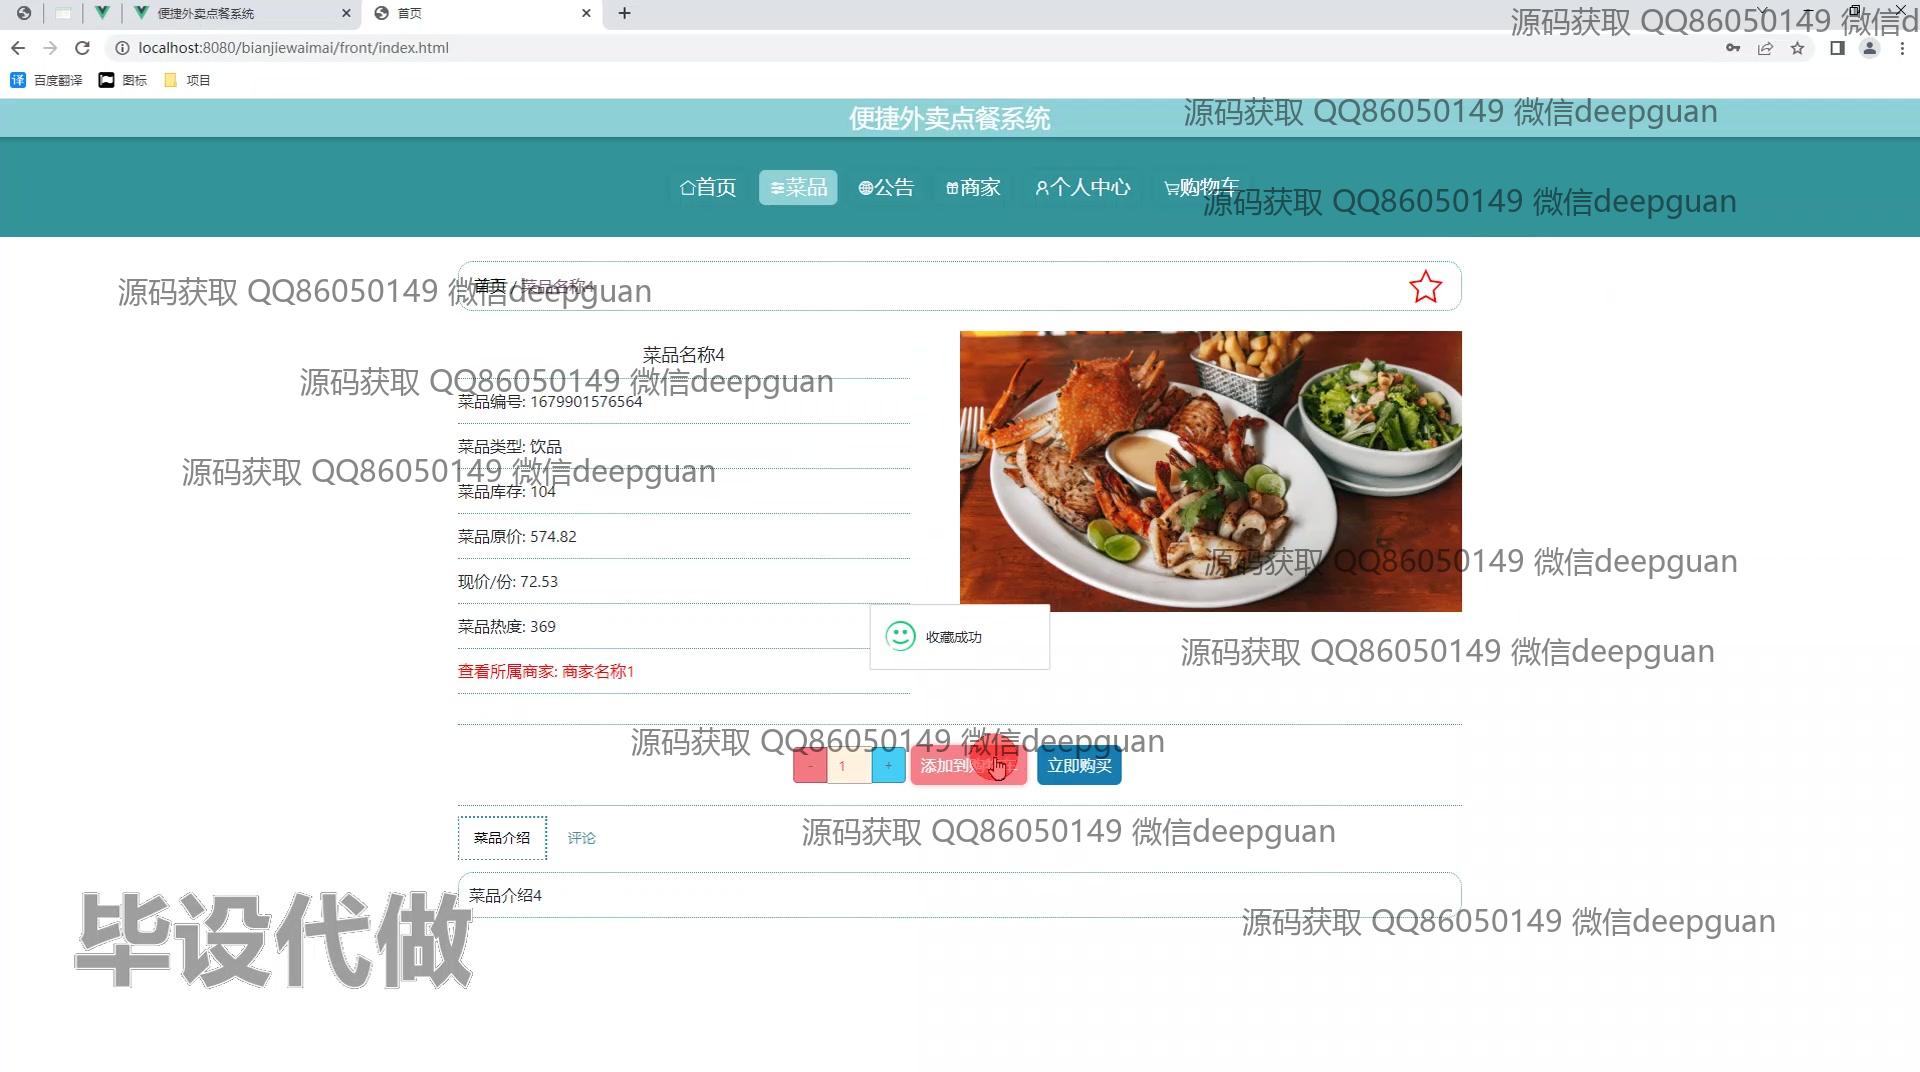 便捷外卖点餐系统
首页
源码获取 QQ86050149 微信d
localhost:8080/bianjiewaimai/front/index.html
百度翻译
图标
项目
便捷外卖点餐系统
源码获取 QQ86050149 微信deepguan
首页
菜品
公告
商家
个人中心
购物车
源码获取 QQ86050149 微信deepguan
首页 / 菜品名称4
源码获取 QQ86050149 微信deepguan
菜品名称4
源码获取 QQ86050149 微信deepguan
菜品编号: 1679901576564
菜品类型: 饮品
源码获取 QQ86050149 微信deepguan
菜品库存: 104
菜品原价: 574.82
源码获取 QQ86050149 微信deepguan
现价/份: 72.53
菜品热度: 369
收藏成功
源码获取 QQ86050149 微信deepguan
查看所属商家: 商家名称1
源码获取 QQ86050149 微信deepguan
- 1 +
添加到购物车
立即购买
菜品介绍
评论
源码获取 QQ86050149 微信deepguan
菜品介绍4
源码获取 QQ86050149 微信deepguan
毕设代做